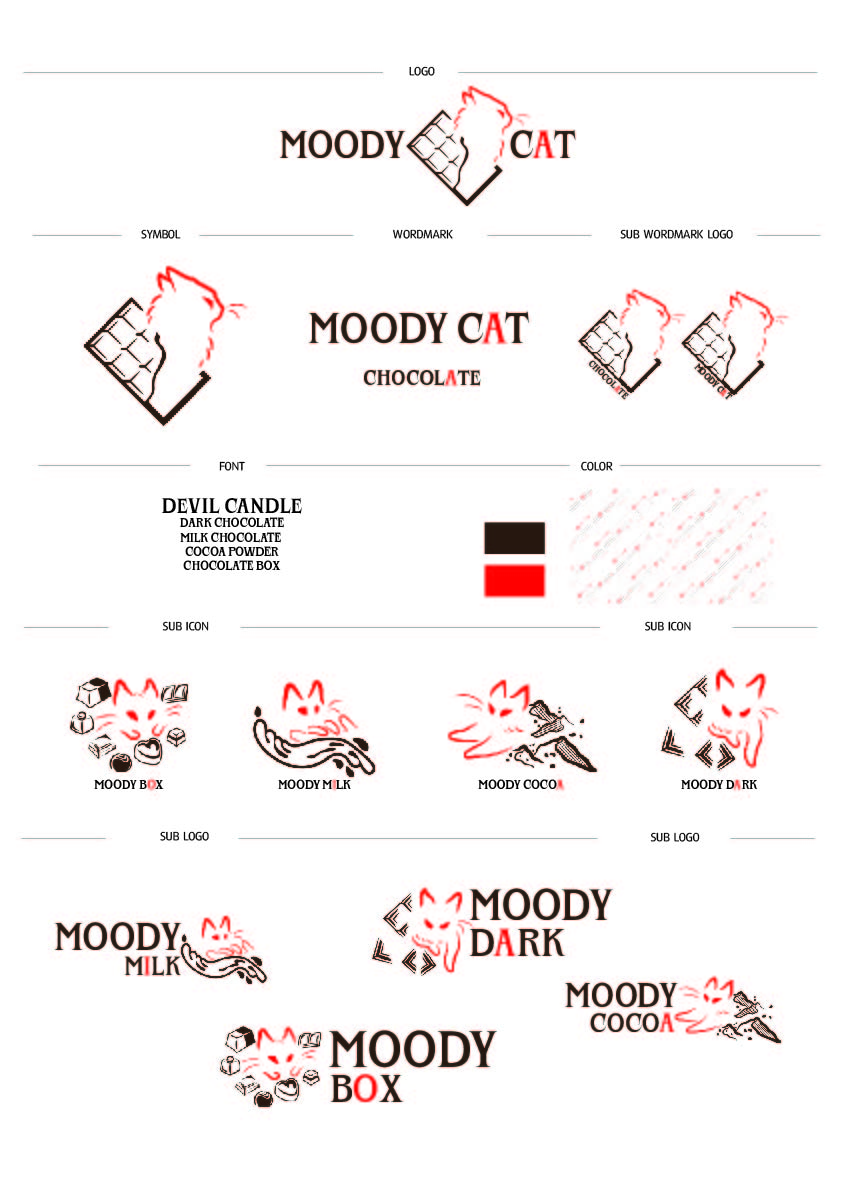 LOGO
MOODY CAT
SYMBOL
WORDMARK
SUB WORDMARK LOGO
MOODY CAT
CHOCOLATE
CHOCOLATE
MOODY CAT
FONT
COLOR
DEVIL CANDLE
DARK CHOCOLATE
MILK CHOCOLATE
COCOA POWDER
CHOCOLATE BOX
SUB ICON
SUB ICON
MOODY BOX
MOODY MILK
MOODY COCOA
MOODY DARK
SUB LOGO
SUB LOGO
MOODY
MILK
MOODY
DARK
MOODY
COCOA
MOODY
BOX